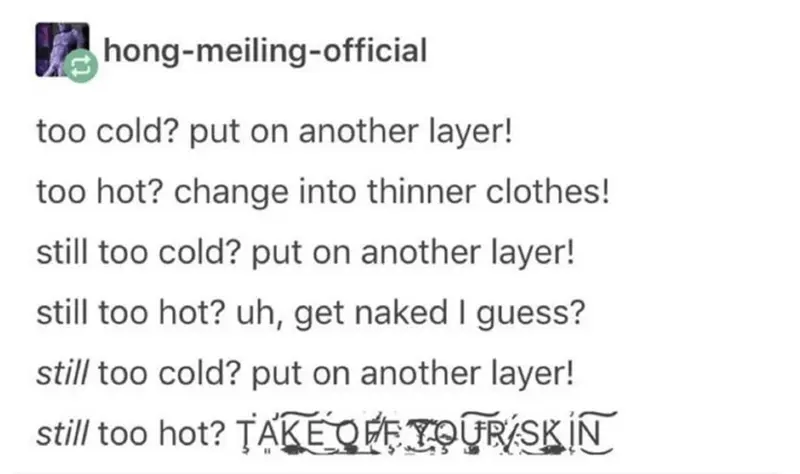 hong-meiling-official
too cold? put on another layer!
too hot? change into thinner clothes!
still too cold? put on another layer!
still too hot? uh, get naked I guess?
still too cold? put on another layer!
still too hot? TAKE OFF YOUR SKIN